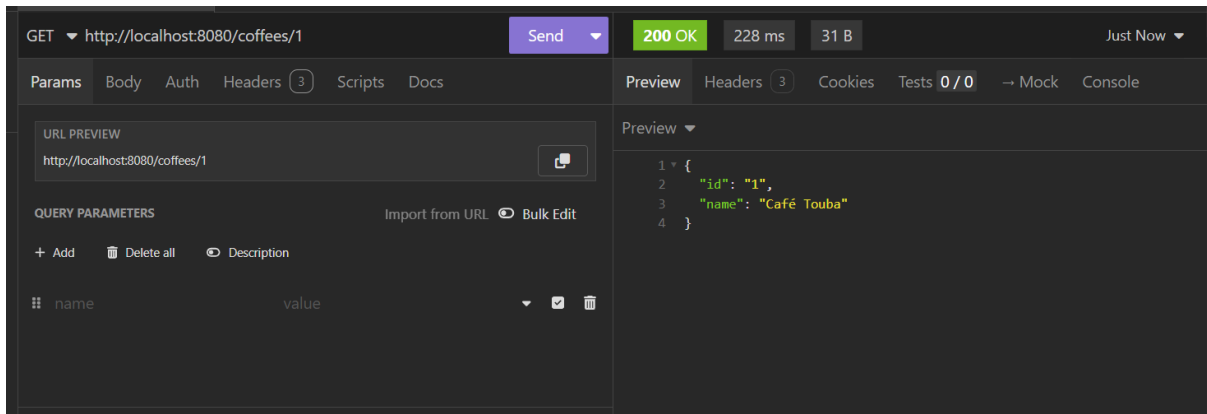 GET http://localhost:8080/coffees/1 Send
Params Body Auth Headers 3 Scripts Docs
URL PREVIEW
http://localhost:8080/coffees/1
QUERY PARAMETERS Import from URL Bulk Edit
+ Add Delete all Description
name value
200 OK 228 ms 31 B Just Now
Preview Headers 3 Cookies Tests 0 / 0 → Mock Console
Preview
1 {
2 "id": "1",
3 "name": "Café Touba"
4 }